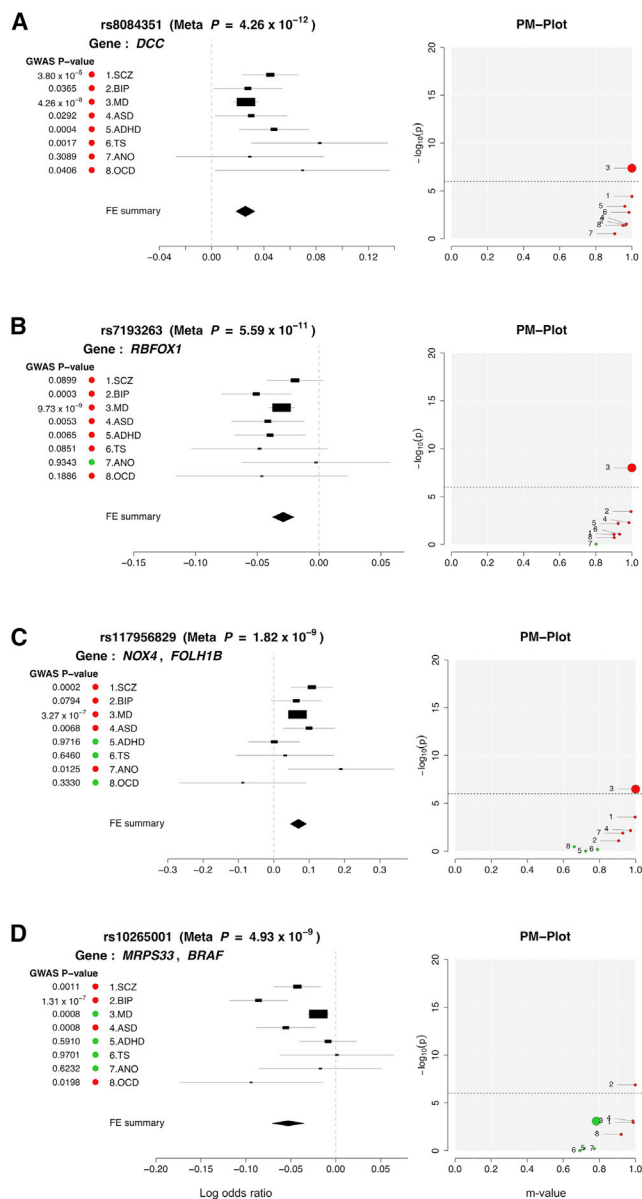 A
rs8084351 (Meta P = 4.26 x 10−12)
Gene : DCC
GWAS P−value
3.80 x 10−5 1.SCZ
0.0365 2.BIP
4.26 x 10−8 3.MD
0.0292 4.ASD
0.0004 5.ADHD
0.0017 6.TS
0.3089 7.ANO
0.0406 8.OCD
FE summary
−0.04 0.00 0.04 0.08 0.12
PM−Plot
−log10(p)
20
15
10
5
0
3
1
5
6
8
7
0.0 0.2 0.4 0.6 0.8 1.0
B
rs7193263 (Meta P = 5.59 x 10−11)
Gene : RBFOX1
GWAS P−value
0.0899 1.SCZ
0.0003 2.BIP
9.73 x 10−9 3.MD
0.0053 4.ASD
0.0065 5.ADHD
0.0851 6.TS
0.9343 7.ANO
0.1886 8.OCD
FE summary
−0.15 −0.10 −0.05 0.00 0.05
PM−Plot
−log10(p)
20
15
10
5
0
3
2
4
5
6
1
8
7
0.0 0.2 0.4 0.6 0.8 1.0
C
rs117956829 (Meta P = 1.82 x 10−9)
Gene : NOX4 , FOLH1B
GWAS P−value
0.0002 1.SCZ
0.0794 2.BIP
3.27 x 10−7 3.MD
0.0068 4.ASD
0.9716 5.ADHD
0.6460 6.TS
0.0125 7.ANO
0.3330 8.OCD
FE summary
−0.3 −0.2 −0.1 0.0 0.1 0.2 0.3
PM−Plot
−log10(p)
20
15
10
5
0
3
1
4
7
2
8
5 6
0.0 0.2 0.4 0.6 0.8 1.0
D
rs10265001 (Meta P = 4.93 x 10−9)
Gene : MRPS33 , BRAF
GWAS P−value
0.0011 1.SCZ
1.31 x 10−7 2.BIP
0.0008 3.MD
0.0008 4.ASD
0.5910 5.ADHD
0.9701 6.TS
0.6232 7.ANO
0.0198 8.OCD
FE summary
−0.20 −0.15 −0.10 −0.05 0.00 0.05
Log odds ratio
PM−Plot
−log10(p)
20
15
10
5
0
2
3 4
1
8
6 5 7
0.0 0.2 0.4 0.6 0.8 1.0
m−value